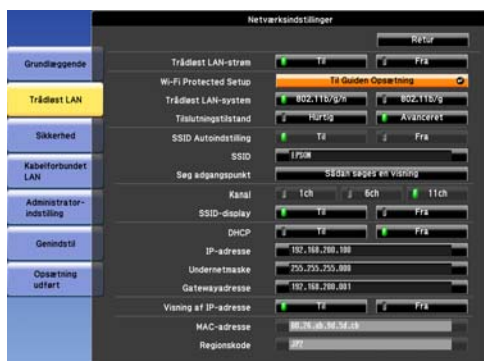 Netværksindstillinger
Retur
Grundlæggende
Trådløst LAN
Sikkerhed
Kabelforbundet
LAN
Administrator-
indstilling
Genindstil
Opsætning
udført
Trådløst LAN-strøm Til Fra
Wi-Fi Protected Setup Til Guiden Opsætning
Trådløst LAN-system 802.11b/g/n 802.11b/g
Tilslutningstilstand Hurtig Avanceret
SSID Autoindstilling Til Fra
SSID EPSON
Søg adgangspunkt Sådan søges en visning
Kanal 1ch 6ch 11ch
SSID-display Til Fra
DHCP Til Fra
IP-adresse 192.168.200.100
Undernetmaske 255.255.255.000
Gatewayadresse 192.168.200.001
Visning af IP-adresse Til Fra
MAC-adresse
Regionskode